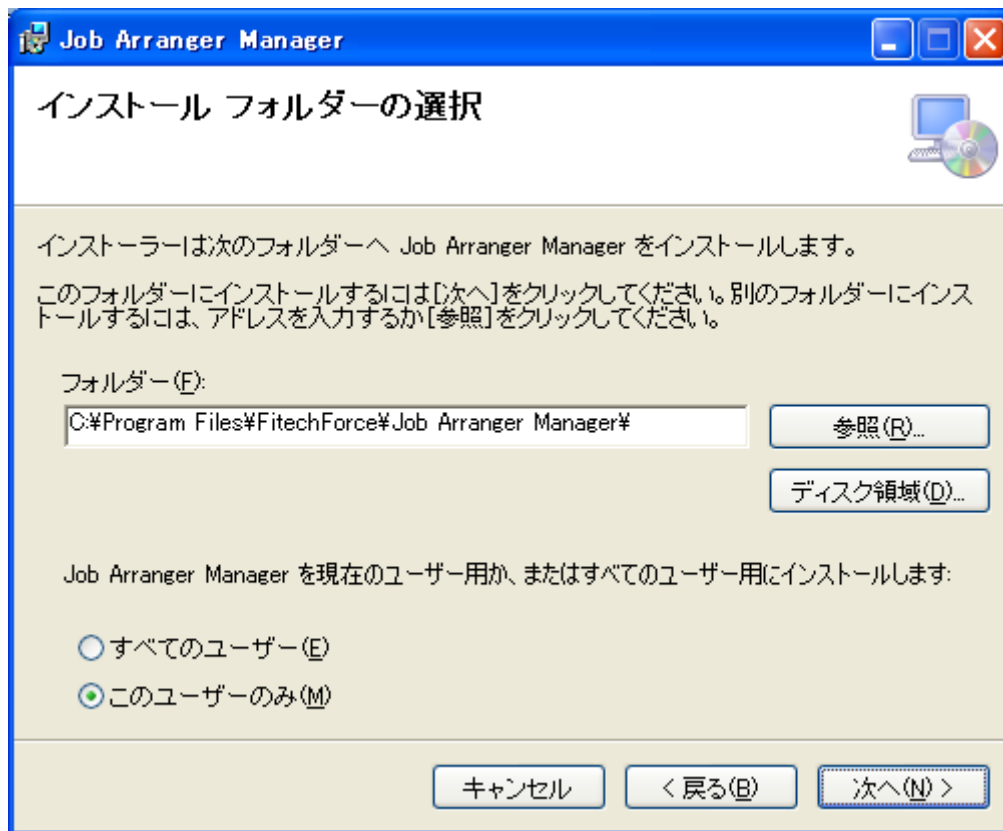 Job Arranger Manager
インストール フォルダーの選択
インストーラーは次のフォルダーへ Job Arranger Manager をインストールします。
このフォルダーにインストールするには[次へ]をクリックしてください。別のフォルダーにインス
トールするには、アドレスを入力するか[参照]をクリックしてください。
フォルダー(F):
C:¥Program Files¥FitechForce¥Job Arranger Manager¥
参照(R)...
ディスク領域(D)...
Job Arranger Manager を現在のユーザー用か、またはすべてのユーザー用にインストールします:
すべてのユーザー(E)
このユーザーのみ(M)
キャンセル
< 戻る(B)
次へ(N) >